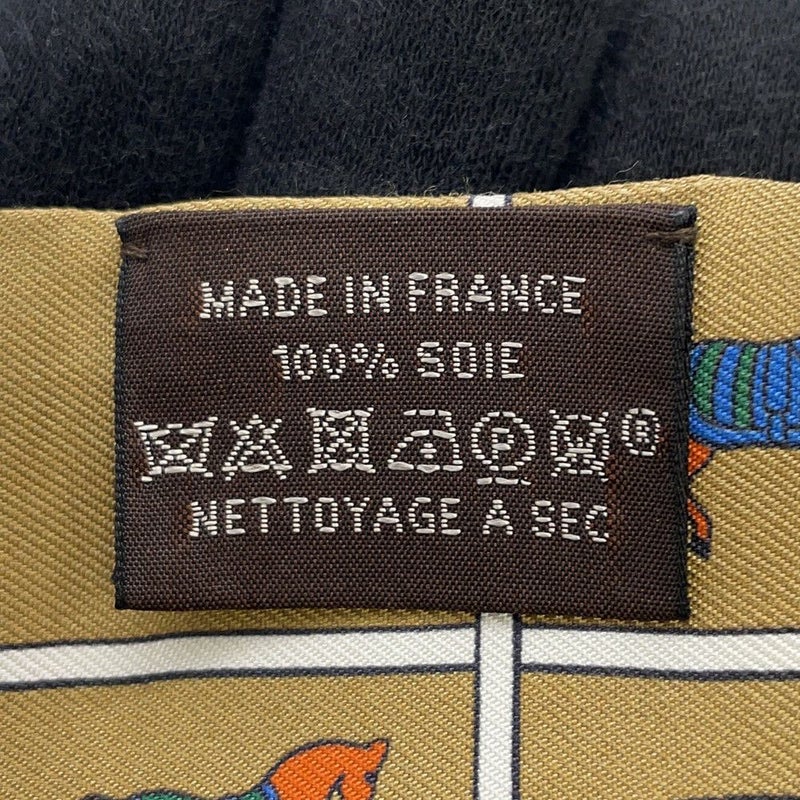 MADE IN FRANCE
100% SOIE
P ®
NETTOYAGE A SEC